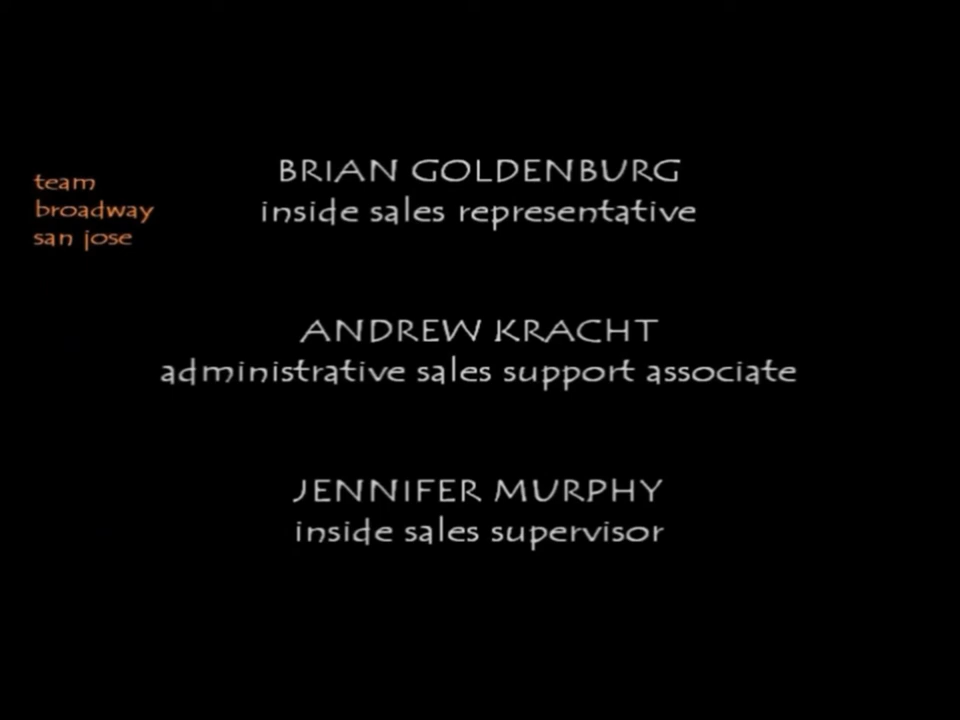 team
broadway
san jose
BRIAN GOLDENBURG
inside sales representative
ANDREW KRACHT
administrative sales support associate
JENNIFER MURPHY
inside sales supervisor